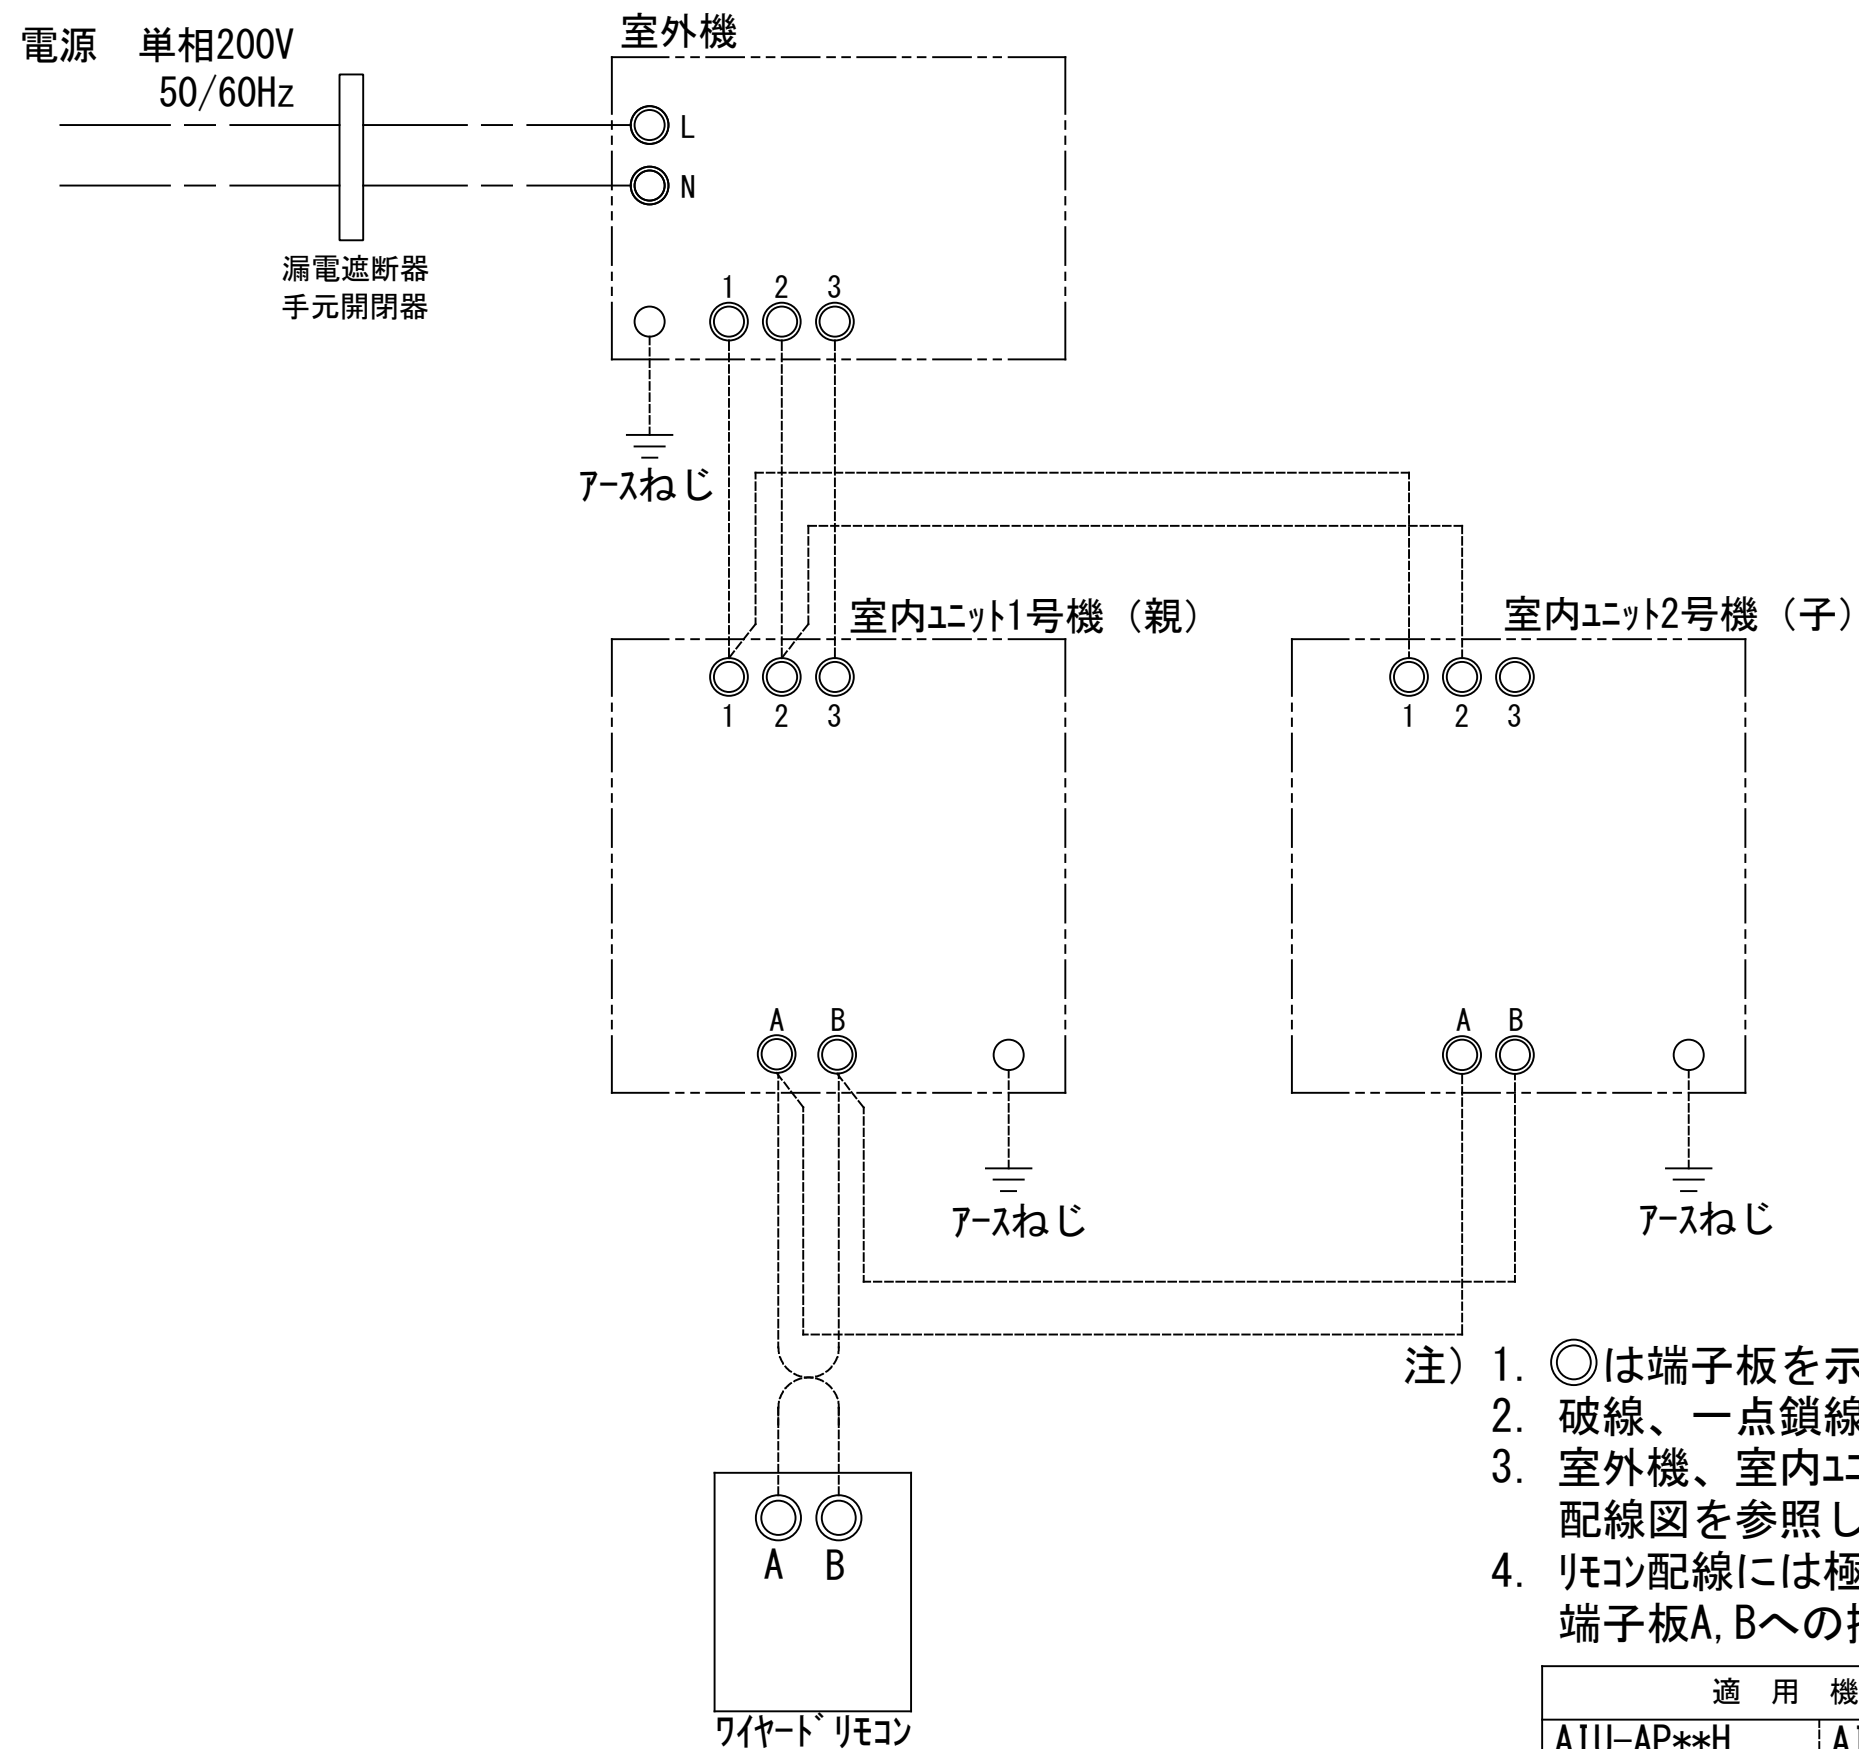 電源　単相200V
50/60Hz
室外機
L
N
漏電遮断器
手元開閉器
1 2 3
ｱｰｽねじ
室内ﾕﾆｯﾄ1号機（親）
室内ﾕﾆｯﾄ2号機（子）
1 2 3
1 2 3
A B
A B
ｱｰｽねじ
ｱｰｽねじ
注）1. ◎は端子板を示
2. 破線、一点鎖線
3. 室外機、室内ﾕﾆ
配線図を参照し
4. ﾘﾓｺﾝ配線には極
端子板A,Bへの接
A B
ﾜｲﾔｰﾄﾞﾘﾓｺﾝ
適　用　機
AIU-AP**H